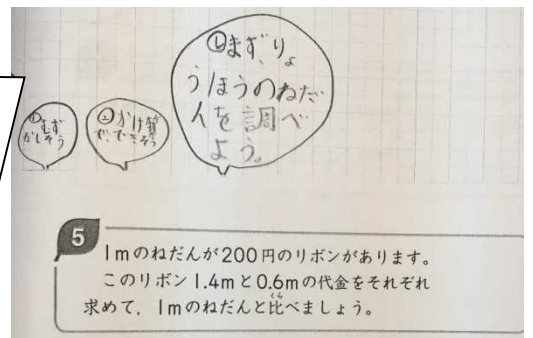 ①むず
かしそう
②かけ算
で、できそう
①まず、りょ
うほうのねだ
んを調べ
よう。
5
1mのねだんが200円のリボンがあります。
このリボン1.4mと0.6mの代金をそれぞれ
求めて、1mのねだんと比べましょう。